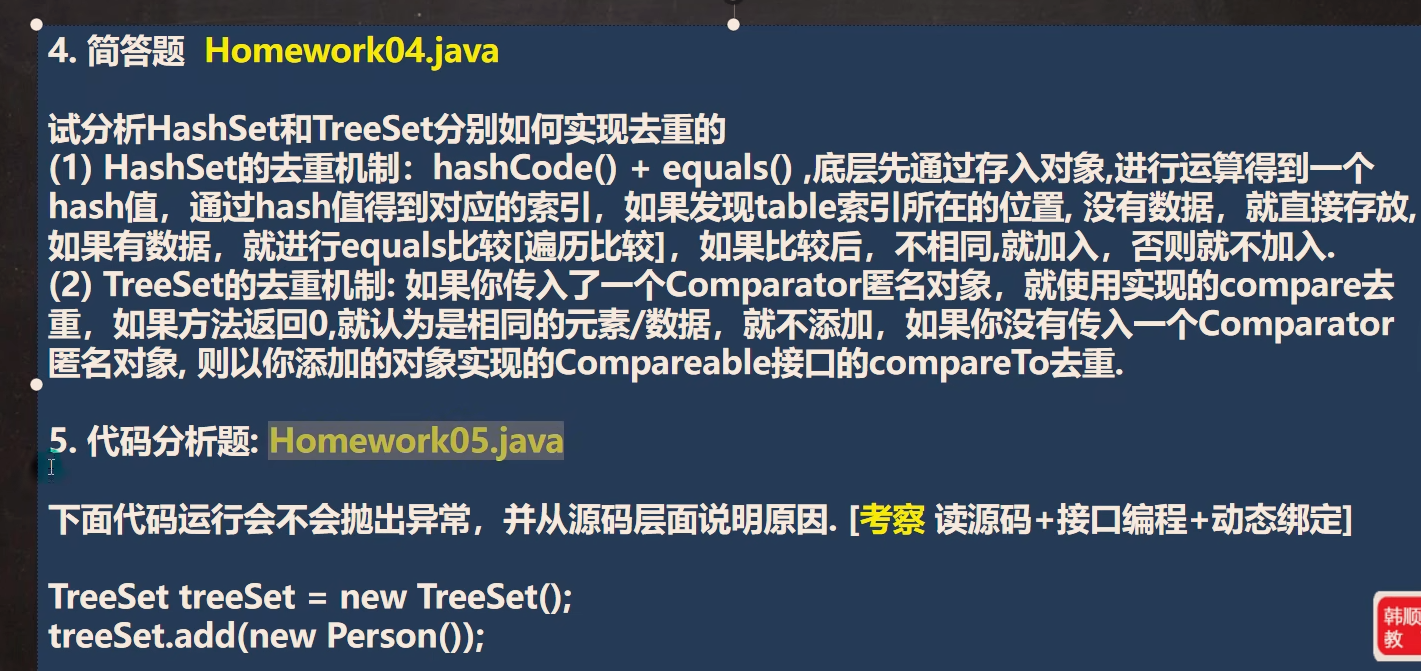 4. 简答题 Homework04.java
试分析HashSet和TreeSet分别如何实现去重的
(1) HashSet的去重机制：hashCode() + equals() ,底层先通过存入对象,进行运算得到一个
hash值，通过hash值得到对应的索引，如果发现table索引所在的位置, 没有数据，就直接存放,
如果有数据，就进行equals比较[遍历比较]，如果比较后，不相同,就加入，否则就不加入.
(2) TreeSet的去重机制: 如果你传入了一个Comparator匿名对象，就使用实现的compare去
重，如果方法返回0,就认为是相同的元素/数据，就不添加，如果你没有传入一个Comparator
匿名对象, 则以你添加的对象实现的Compareable接口的compareTo去重.
5. 代码分析题: Homework05.java
下面代码运行会不会抛出异常，并从源码层面说明原因. [考察 读源码+接口编程+动态绑定]
TreeSet treeSet = new TreeSet();
treeSet.add(new Person());
韩顺
教